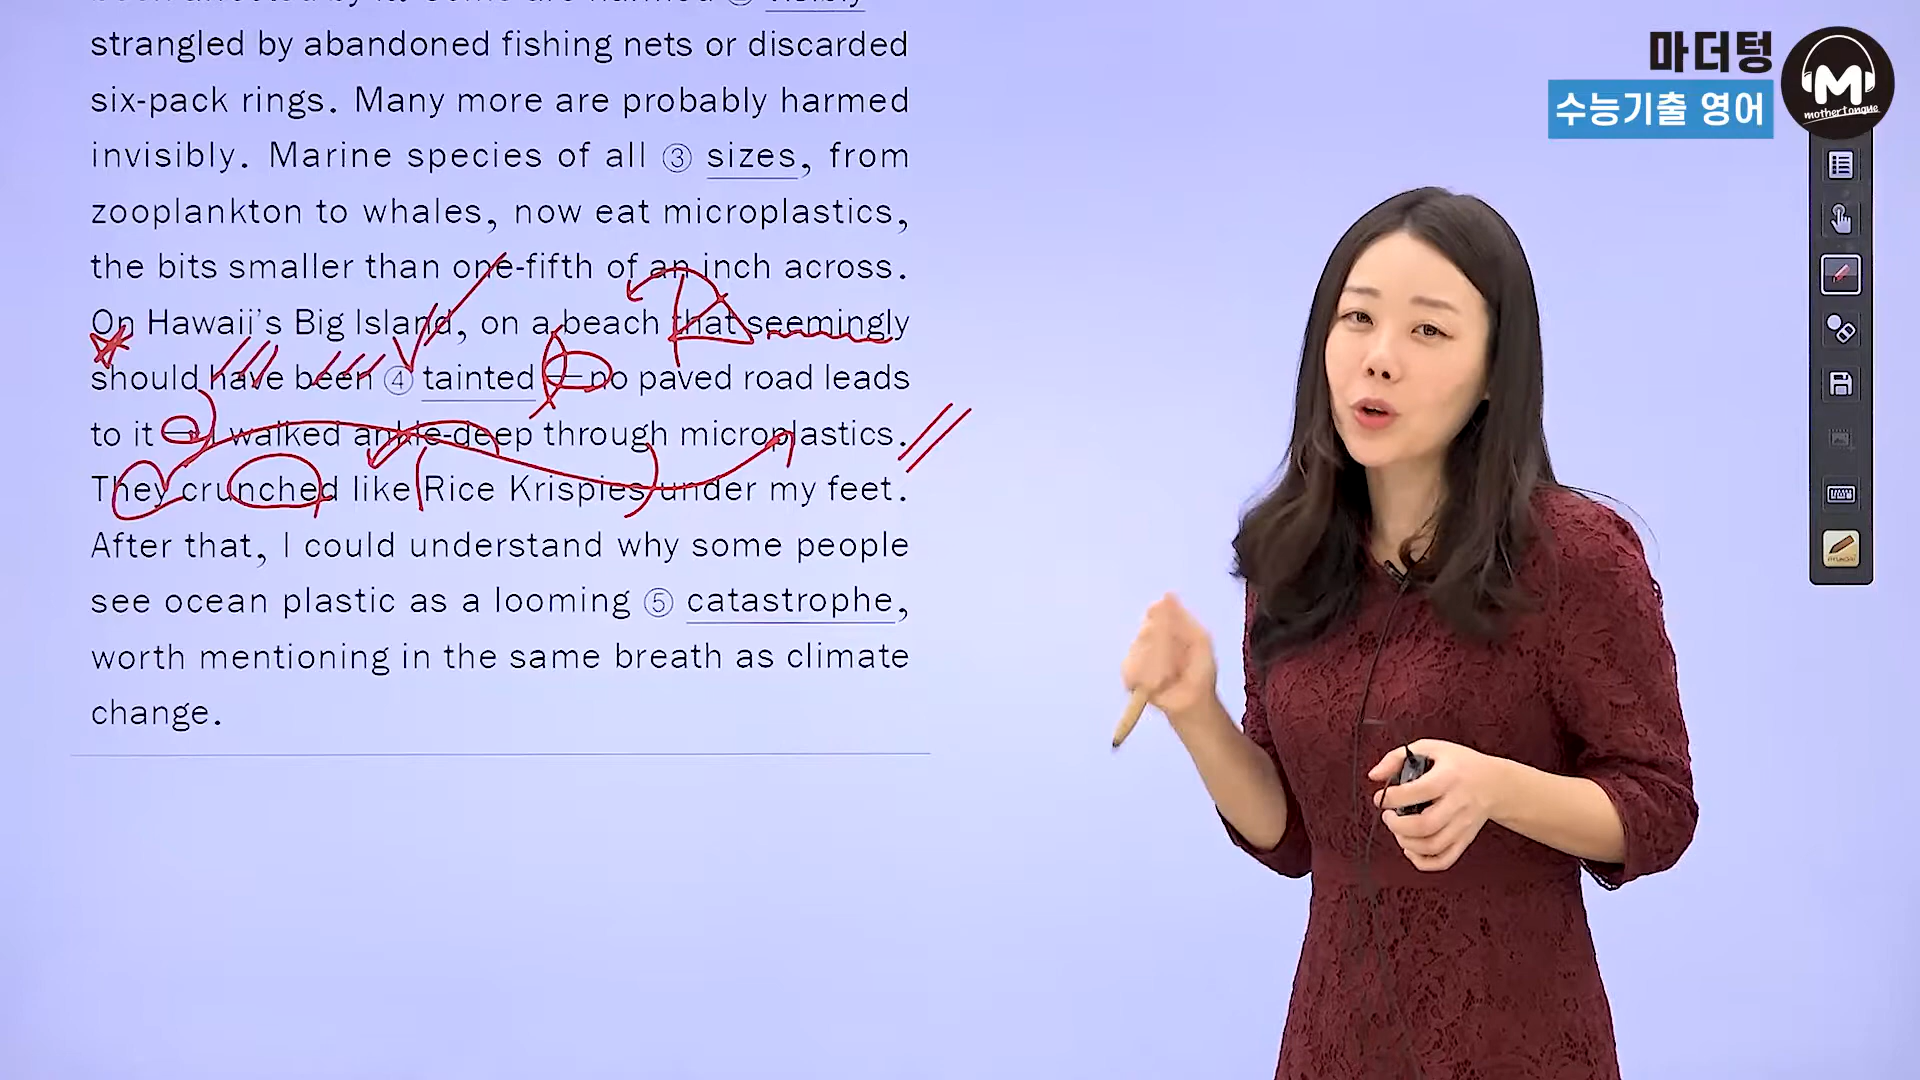 strangled by abandoned fishing nets or discarded
six-pack rings. Many more are probably harmed
invisibly. Marine species of all ③ sizes, from
zooplankton to whales, now eat microplastics,
the bits smaller than one-fifth of an inch across.
On Hawaii's Big Island, on a beach that seemingly
should have been ④ tainted — no paved road leads
to it — I walked ankle-deep through microplastics.
They crunched like Rice Krispies under my feet.
After that, I could understand why some people
see ocean plastic as a looming ⑤ catastrophe,
worth mentioning in the same breath as climate
change.
마더텅
수능기출 영어
M
mothertongue